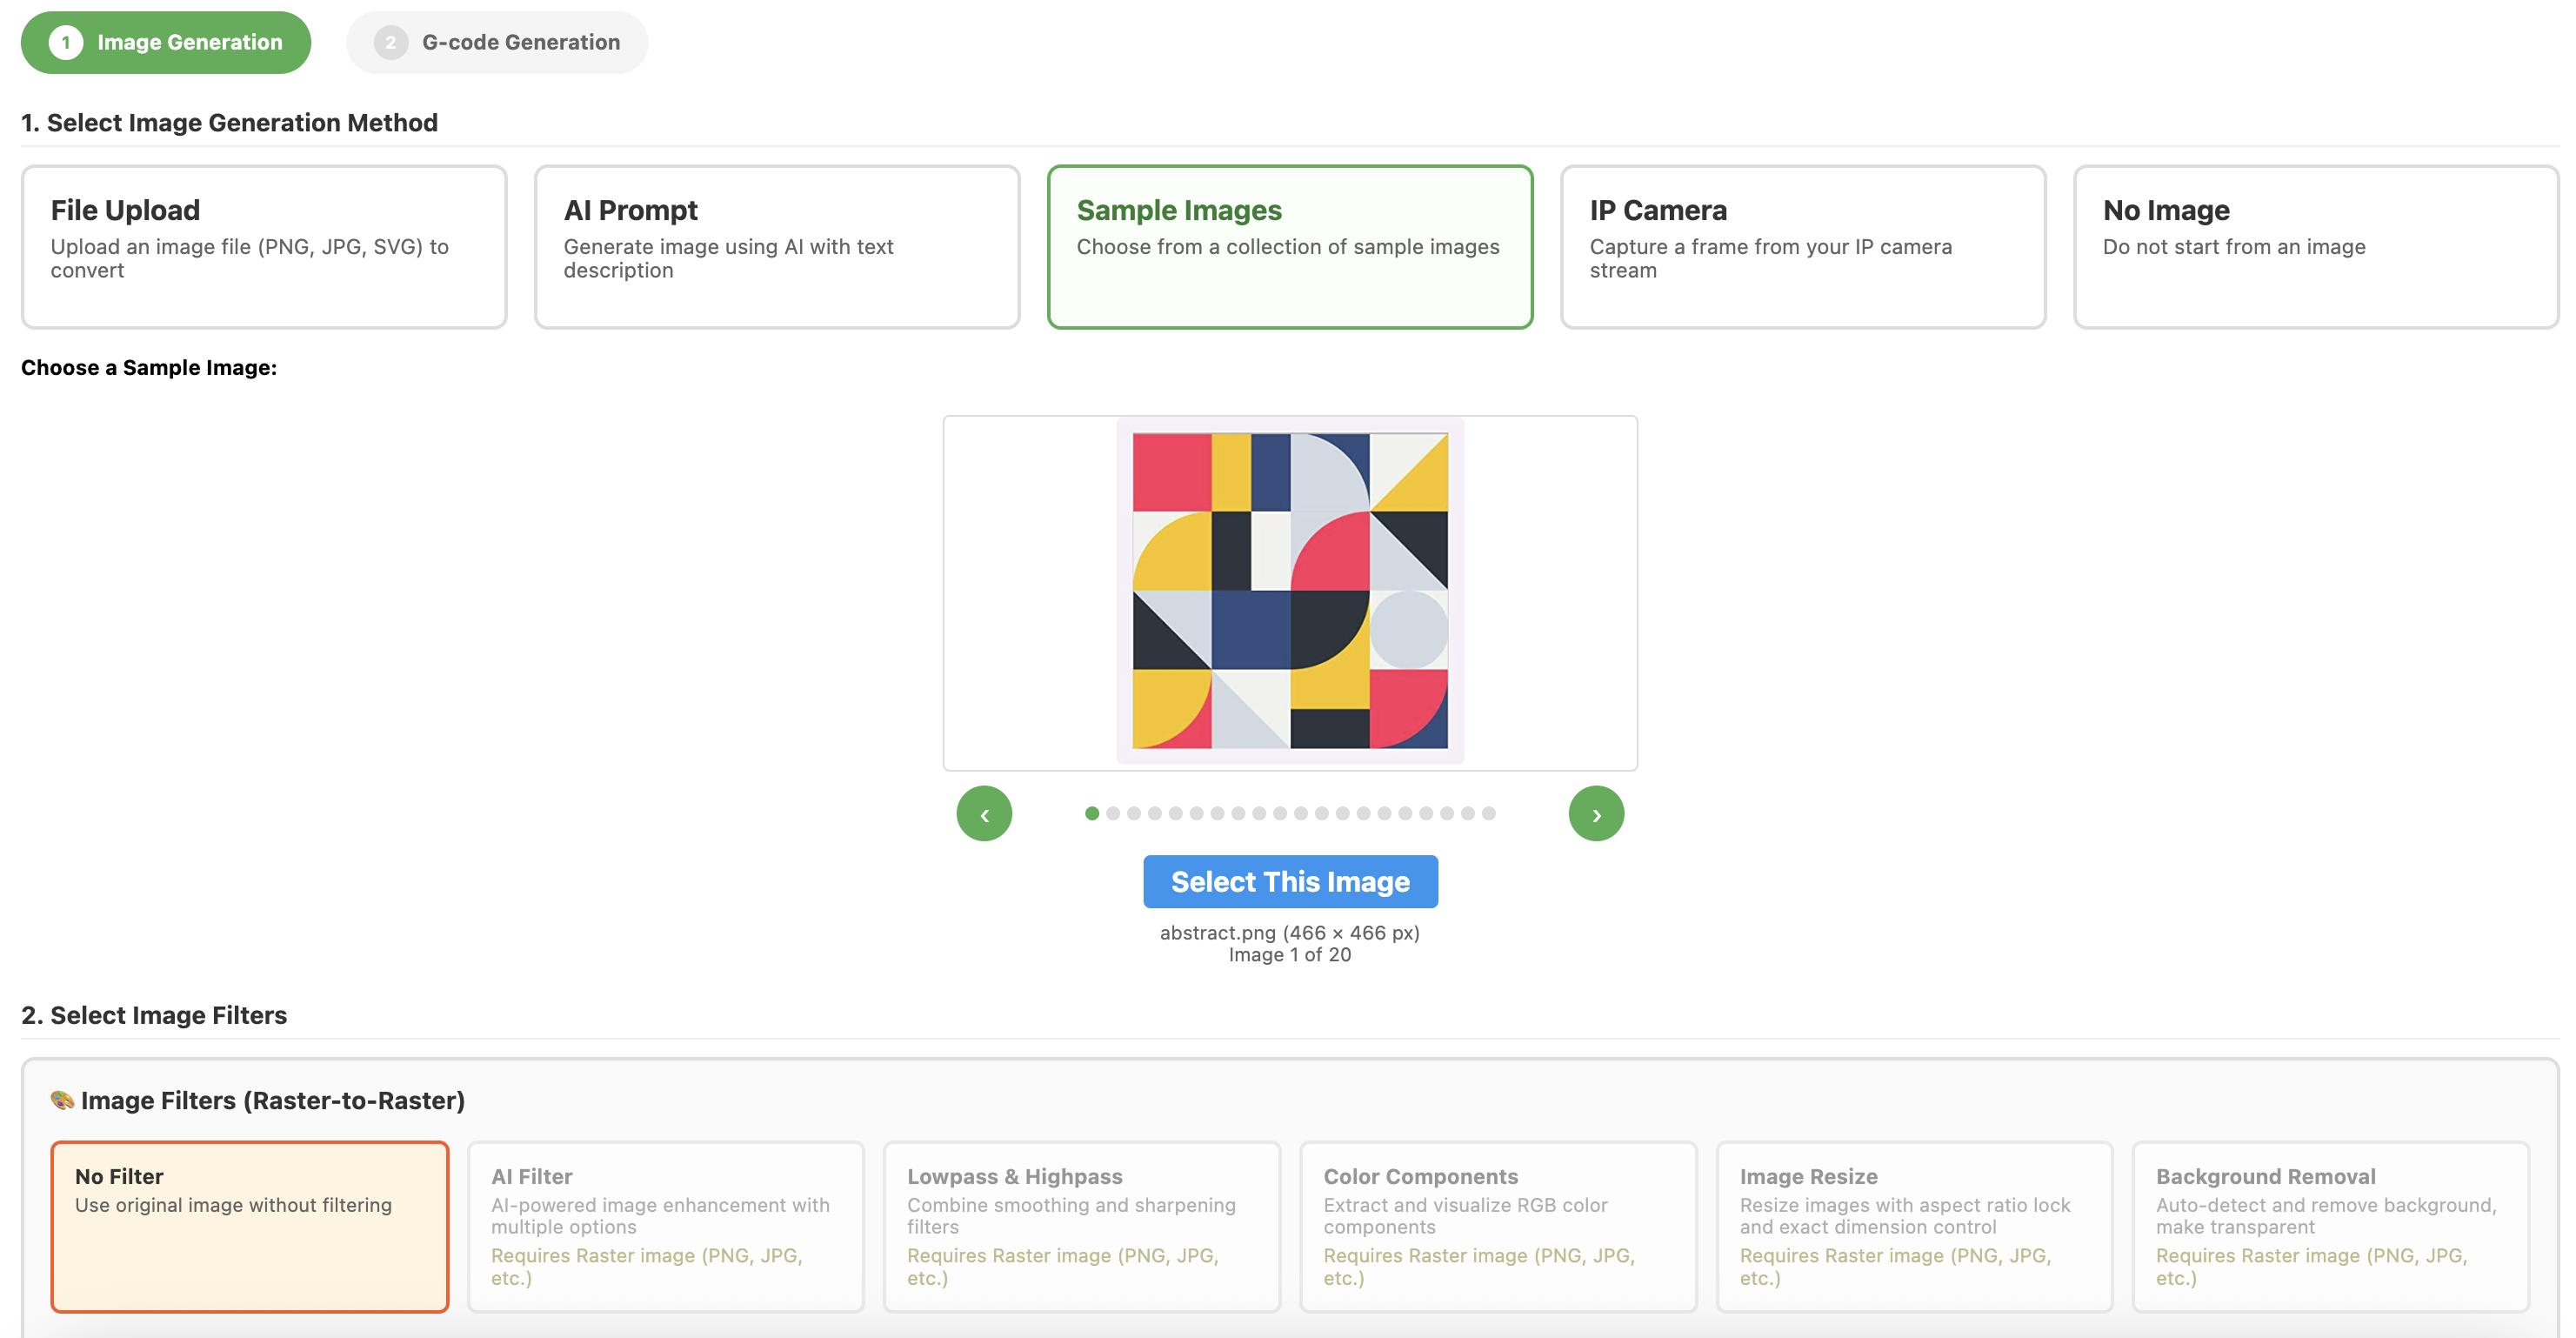 1 Image Generation
2 G-code Generation
1. Select Image Generation Method
File Upload
Upload an image file (PNG, JPG, SVG) to
convert
AI Prompt
Generate image using AI with text
description
Sample Images
Choose from a collection of sample images
IP Camera
Capture a frame from your IP camera
stream
No Image
Do not start from an image
Choose a Sample Image:
‹
›
Select This Image
abstract.png (466 × 466 px)
Image 1 of 20
2. Select Image Filters
🎨 Image Filters (Raster-to-Raster)
No Filter
Use original image without filtering
AI Filter
AI-powered image enhancement with
multiple options
Requires Raster image (PNG, JPG,
etc.)
Lowpass & Highpass
Combine smoothing and sharpening
filters
Requires Raster image (PNG, JPG,
etc.)
Color Components
Extract and visualize RGB color
components
Requires Raster image (PNG, JPG,
etc.)
Image Resize
Resize images with aspect ratio lock
and exact dimension control
Requires Raster image (PNG, JPG,
etc.)
Background Removal
Auto-detect and remove background,
make transparent
Requires Raster image (PNG, JPG,
etc.)